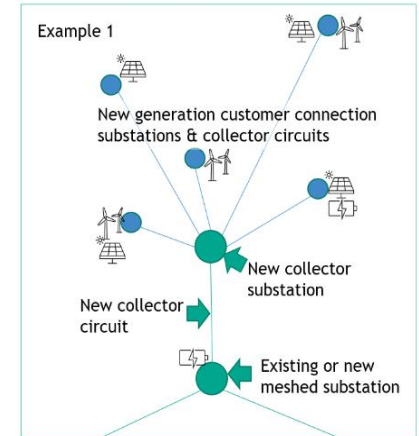 Example 1
New generation customer connection
substations & collector circuits
New collector
substation
New collector
circuit
Existing or new
meshed substation